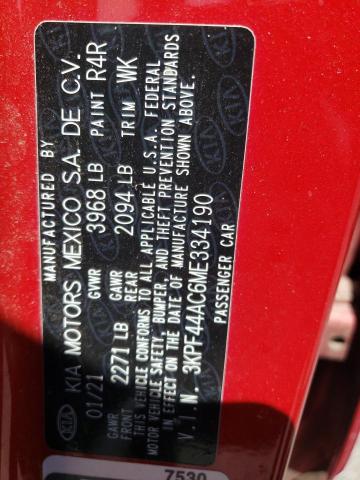 MANUFACTURED BY
KIA KIA MOTORS MEXICO S.A. DE C.V.
01/21 GVWR 3968 LB PAINT R4R
GAWR FRONT 2271 LB GAWR REAR 2094 LB TRIM WK
THIS VEHICLE CONFORMS TO ALL APPLICABLE U.S.A. FEDERAL
MOTOR VEHICLE SAFETY, BUMPER, AND THEFT PREVENTION STANDARDS
IN EFFECT ON THE DATE OF MANUFACTURE SHOWN ABOVE.
V.I.N. 3KPF44AC6ME334190
PASSENGER CAR
7530